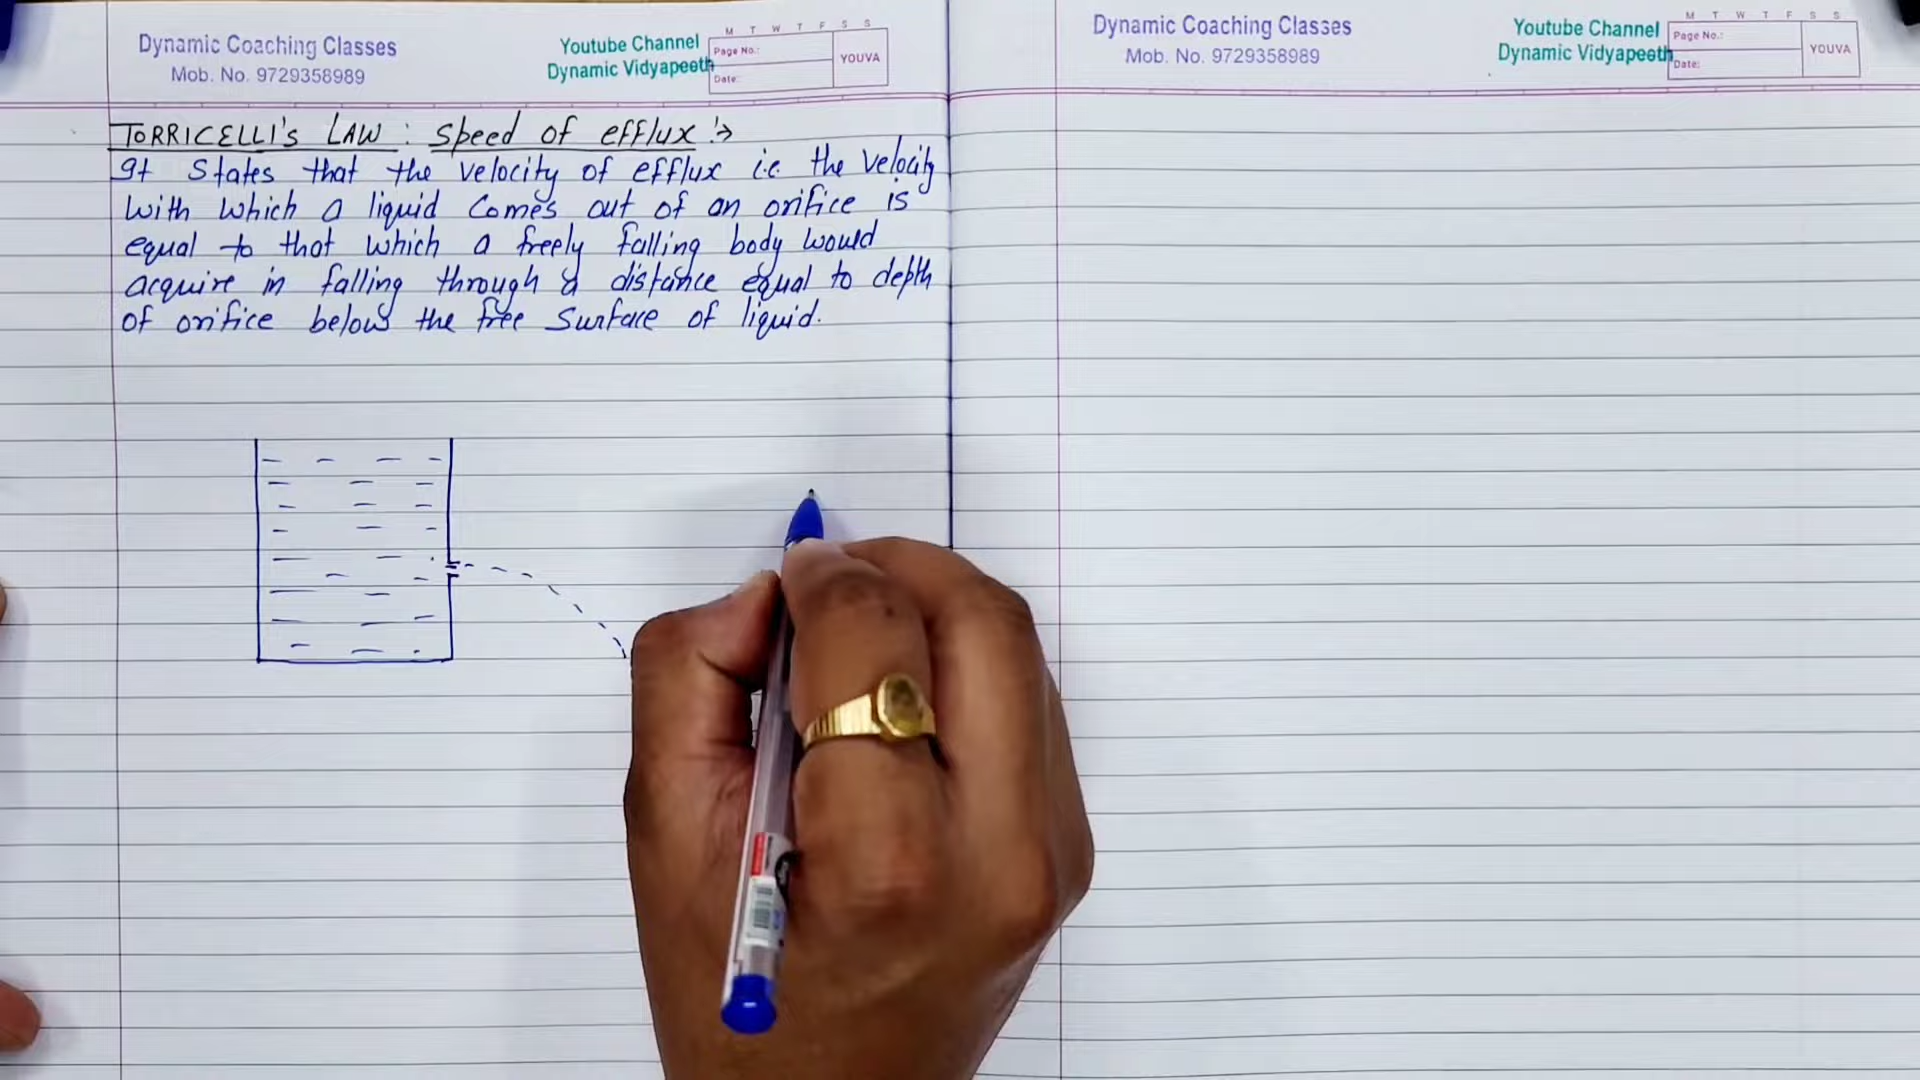 Dynamic Coaching Classes
Mob. No. 9729358989
Youtube Channel
Dynamic Vidyapeeth
M T W T F S S
Page No.:
Date:
YOUVA
TORRICELLI's LAW : Speed of efflux :→
It states that the velocity of efflux i.e. the velocity
with which a liquid comes out of an orifice is
equal to that which a freely falling body would
acquire in falling through a distance equal to depth
of orifice below the free surface of liquid.
Dynamic Coaching Classes
Mob. No. 9729358989
Youtube Channel
Dynamic Vidyapeeth
M T W T F S S
Page No.:
Date:
YOUVA